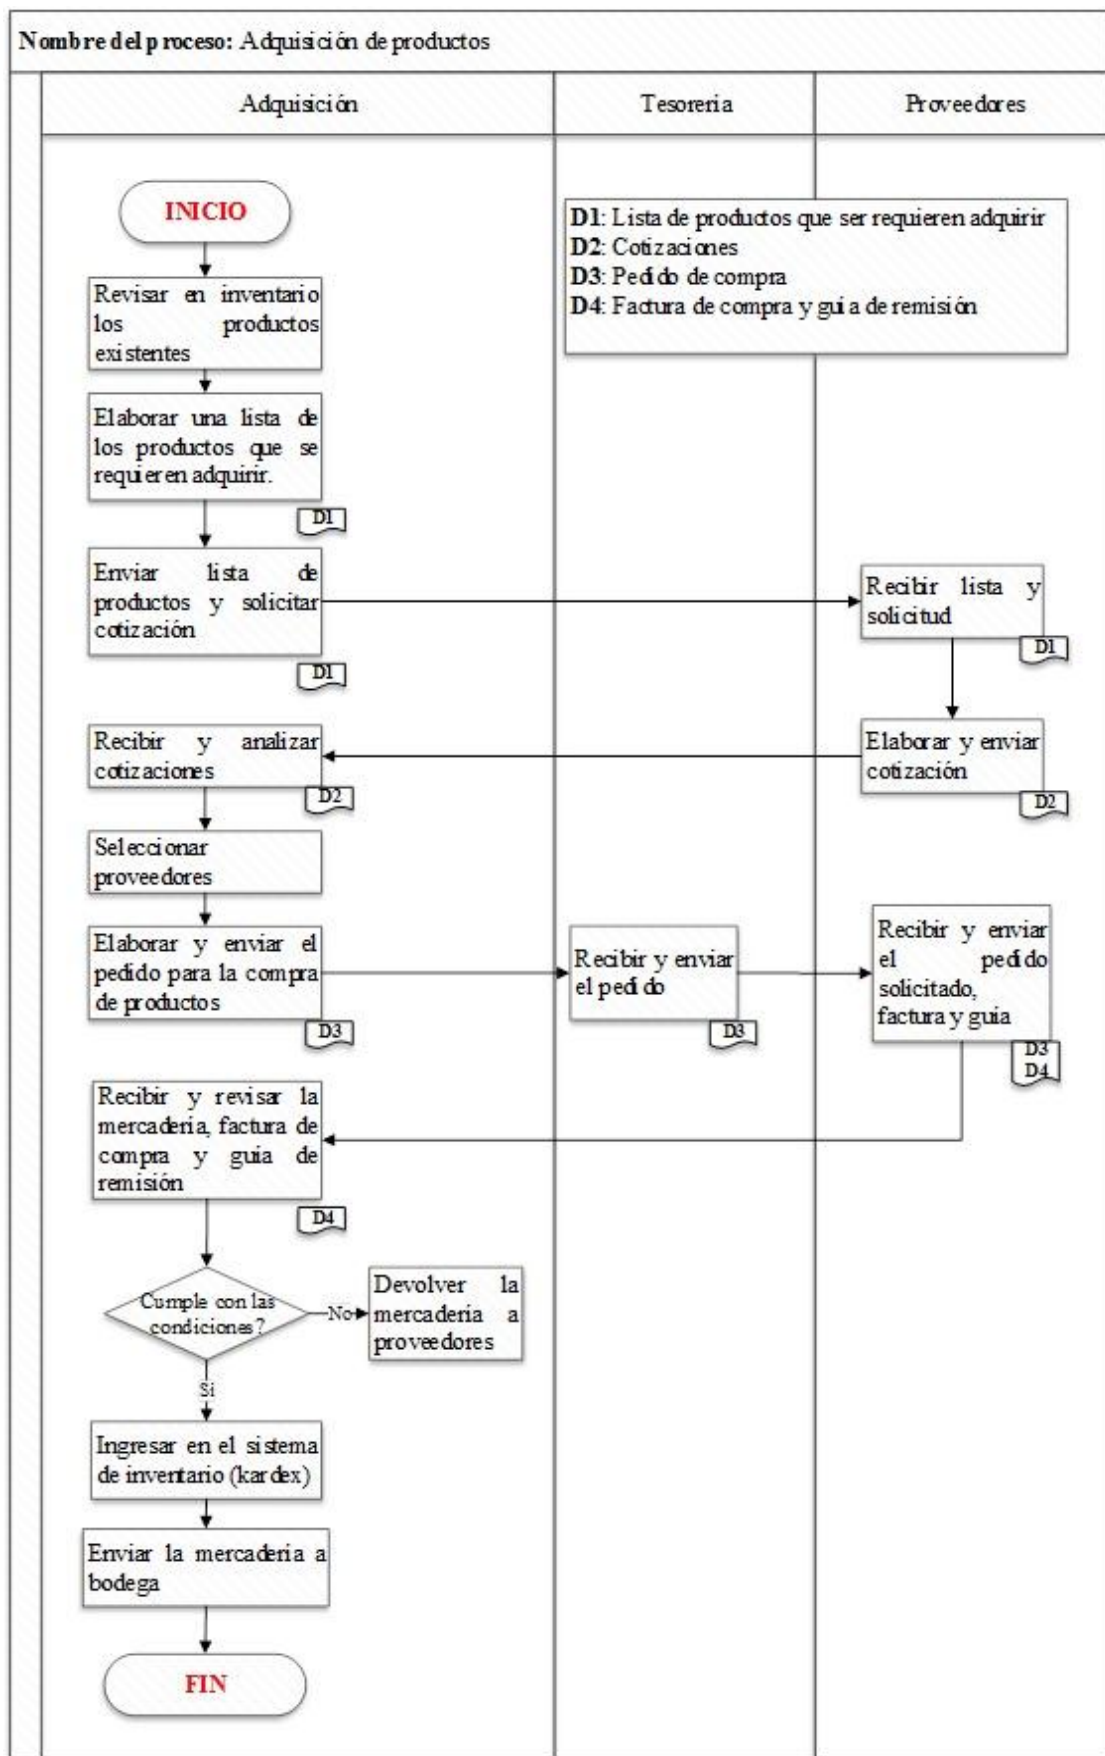 Nombre del proceso: Adquisición de productos
Adquisición
Tesorería
Proveedores
INICIO
D1: Lista de productos que ser requieren adquirir
D2: Cotizaciones
D3: Pedido de compra
D4: Factura de compra y guía de remisión
Revisar en inventario
los productos
existentes
Elaborar una lista de
los productos que se
requieren adquirir.
D1
Enviar lista de
productos y solicitar
cotización
D1
Recibir lista y
solicitud
D1
Recibir y analizar
cotizaciones
D2
Elaborar y enviar
cotización
D2
Seleccionar
proveedores
Elaborar y enviar el
pedido para la compra
de productos
D3
Recibir y enviar
el pedido
D3
Recibir y enviar
el pedido
solicitado,
factura y guía
D3
D4
Recibir y revisar la
mercadería, factura de
compra y guía de
remisión
D4
Cumple con las
condiciones?
No
Devolver la
mercadería a
proveedores
Si
Ingresar en el sistema
de inventario (kardex)
Enviar la mercadería a
bodega
FIN